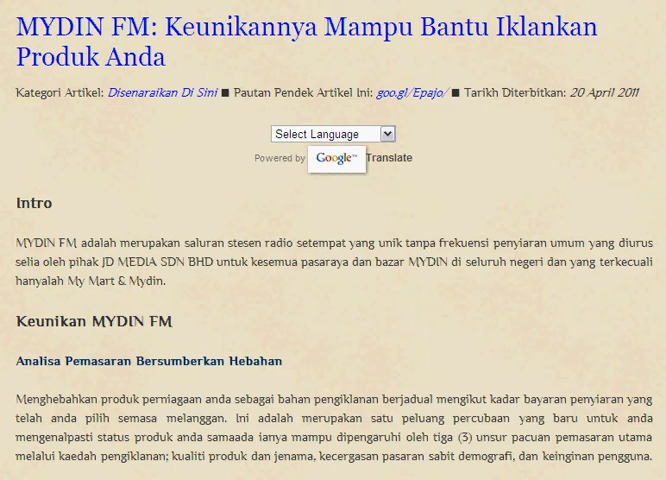 MYDIN FM: Keunikannya Mampu Bantu Iklankan
Produk Anda
Kategori Artikel: Disenaraikan Di Sini ■ Pautan Pendek Artikel Ini: goo.gl/Epajo/ ■ Tarikh Diterbitkan: 20 April 2011
Select Language
Powered by Google™ Translate
Intro
MYDIN FM adalah merupakan saluran stesen radio setempat yang unik tanpa frekuensi penyiaran umum yang diurus
selia oleh pihak JD MEDIA SDN BHD untuk kesemua pasaraya dan bazar MYDIN di seluruh negeri dan yang terkecuali
hanyalah My Mart & Mydin.
Keunikan MYDIN FM
Analisa Pemasaran Bersumberkan Hebahan
Menghebahkan produk perniagaan anda sebagai bahan pengiklanan berjadual mengikut kadar bayaran penyiaran yang
telah anda pilih semasa melanggan. Ini adalah merupakan satu peluang percubaan yang baru untuk anda
mengenalpasti status produk anda samaada ianya mampu dipengaruhi oleh tiga (3) unsur pacuan pemasaran utama
melalui kaedah pengiklanan; kualiti produk dan jenama, kecergasan pasaran sabit demografi, dan keinginan pengguna.